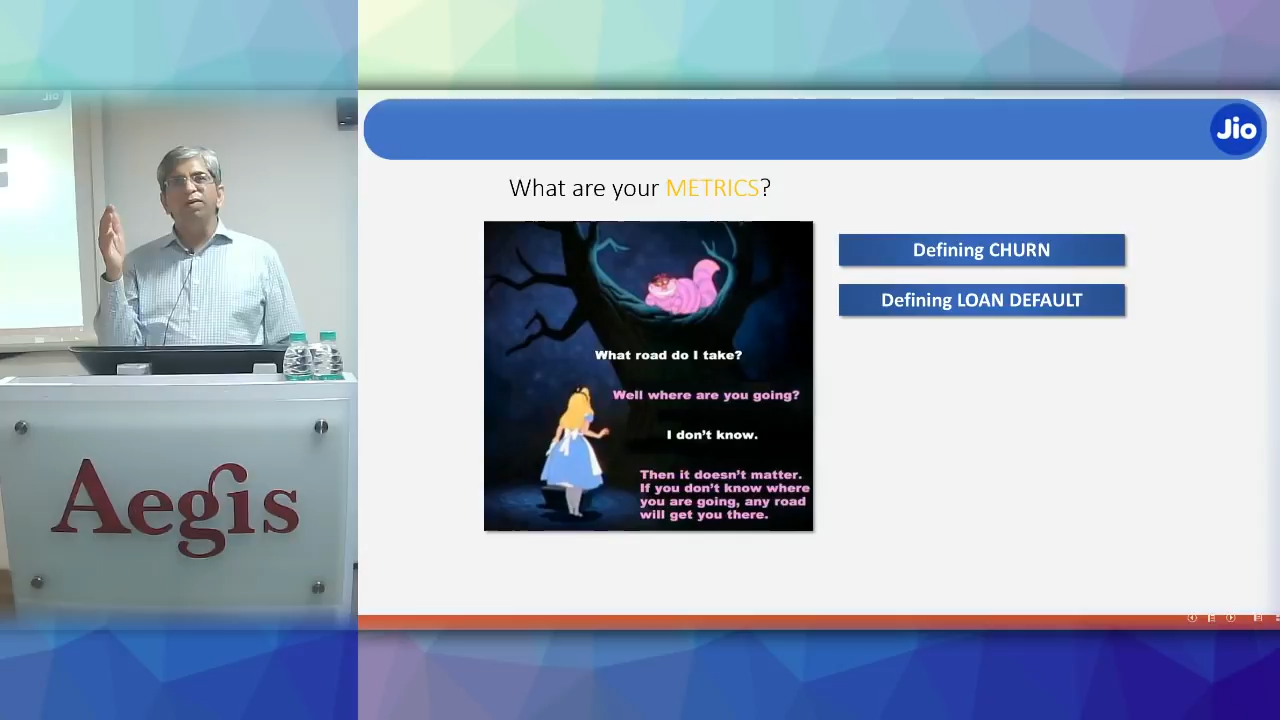 Jio
What are your METRICS?
Defining CHURN
Defining LOAN DEFAULT
What road do I take?
Well where are you going?
I don't know.
Then it doesn't matter.
If you don't know where
you are going, any road
will get you there.
Aegis
Jio